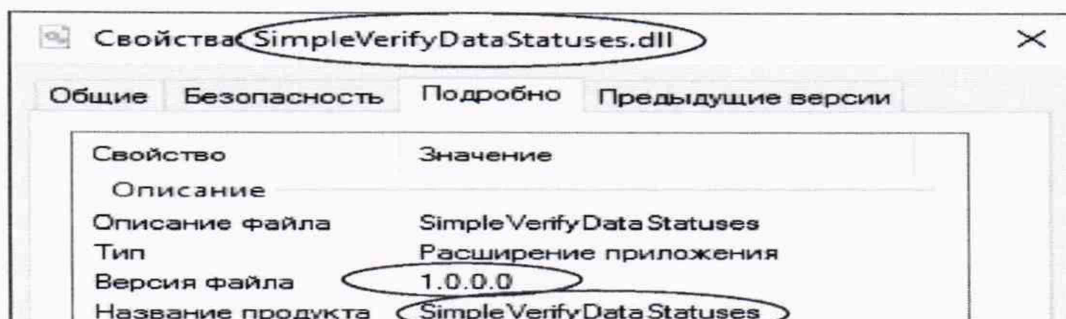 Свойства: SimpleVerifyDataStatuses.dll
Общие Безопасность Подробно Предыдущие версии
Свойство Значение
Описание
Описание файла SimpleVerifyDataStatuses
Тип Расширение приложения
Версия файла 1.0.0.0
Название продукта SimpleVerifyDataStatuses